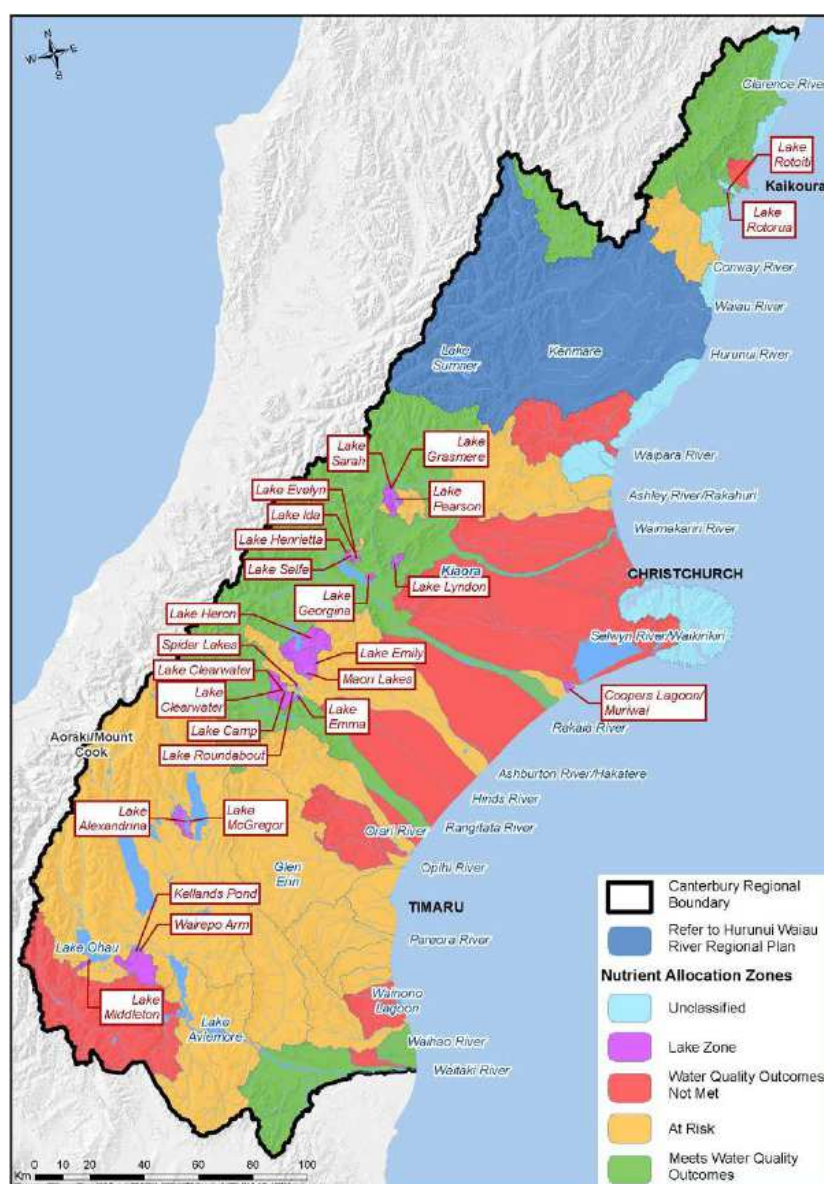 N
W
E
S
Clarence River
Lake
Rotoiti
Kaikoura
Lake
Rotorua
Conway River
Waiau River
Hurunui River
Lake
Sumner
Kenmare
Lake
Sarah
Lake
Grasmere
Waipara River
Lake Evelyn
Lake
Pearson
Ashley River/Rakahuri
Lake Ida
Waimakariri River
Lake Henrietta
Lake Selfe
Kiaora
Lake Lyndon
CHRISTCHURCH
Lake
Georgina
Lake Heron
Spider Lakes
Selwyn River/Waikirikiri
Lake Clearwater
Lake Emily
Lake
Clearwater
Maori Lakes
Coopers Lagoon/
Muriwai
Lake Camp
Lake
Emma
Lake Roundabout
Rakaia River
Aoraki/Mount
Cook
Ashburton River/Hakatere
Hinds River
Lake
Alexandrina
Lake
McGregor
Orari River
Rangitata River
Opihi River
Glen
Erin
Kellands Pond
TIMARU
Wairepo Arm
Pareora River
Lake Ohau
Lake
Middleton
Wainono
Lagoon
Lake
Aviemore
Waihao River
Waitaki River
Canterbury Regional
Boundary
Refer to Hurunui Waiau
River Regional Plan
Nutrient Allocation Zones
Unclassified
Lake Zone
Water Quality Outcomes
Not Met
At Risk
Meets Water Quality
Outcomes
0 20 40 60 80 100
Km